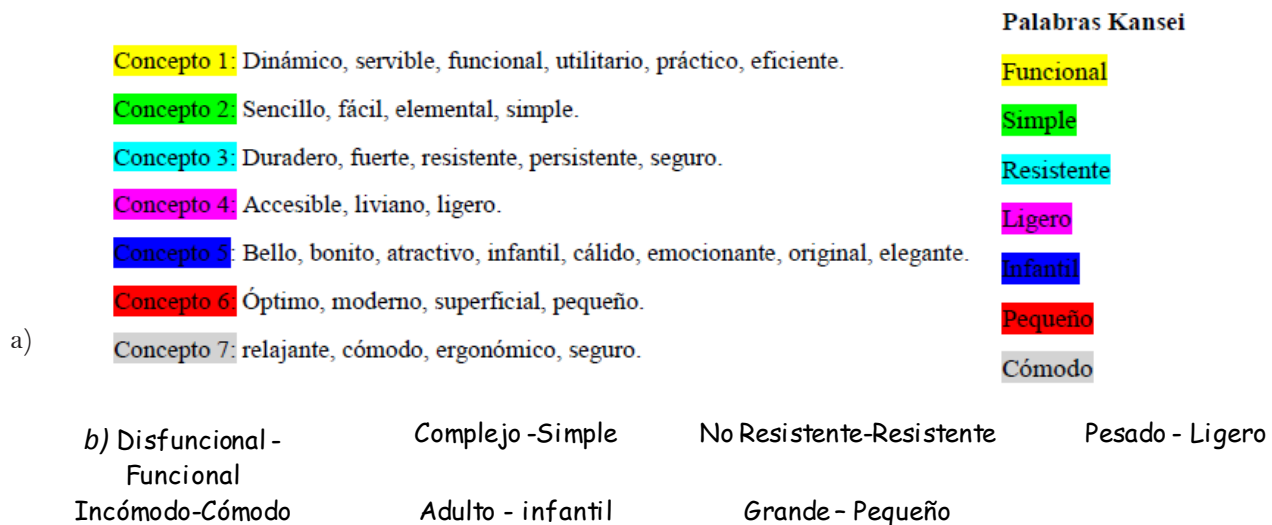 Palabras Kansei
Concepto 1: Dinámico, servible, funcional, utilitario, práctico, eficiente.
Funcional
Concepto 2: Sencillo, fácil, elemental, simple.
Simple
Concepto 3: Duradero, fuerte, resistente, persistente, seguro.
Resistente
Concepto 4: Accesible, liviano, ligero.
Ligero
Concepto 5: Bello, bonito, atractivo, infantil, cálido, emocionante, original, elegante.
Infantil
Concepto 6: Óptimo, moderno, superficial, pequeño.
Pequeño
a)
Concepto 7: relajante, cómodo, ergonómico, seguro.
Cómodo
b) Disfuncional - Complejo -Simple No Resistente-Resistente Pesado - Ligero
Funcional
Incómodo-Cómodo Adulto - infantil Grande – Pequeño